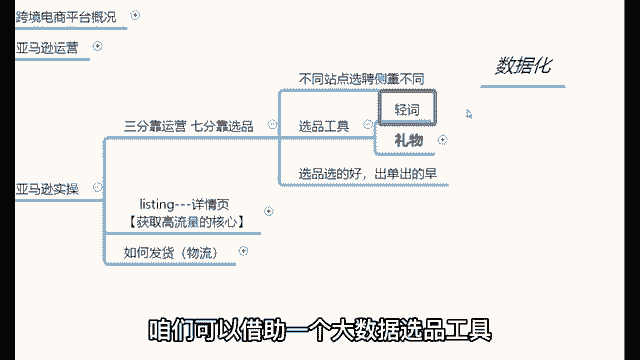 跨境电商平台概况
亚马逊运营
数据化
不同站点选聘侧重不同
轻词
三分靠运营 七分靠选品
选品工具
礼物
选品选的好，出单出的早
亚马逊实操
listing---详情页
【获取高流量的核心】
如何发货（物流）
咱们可以借助一个大数据选品工具